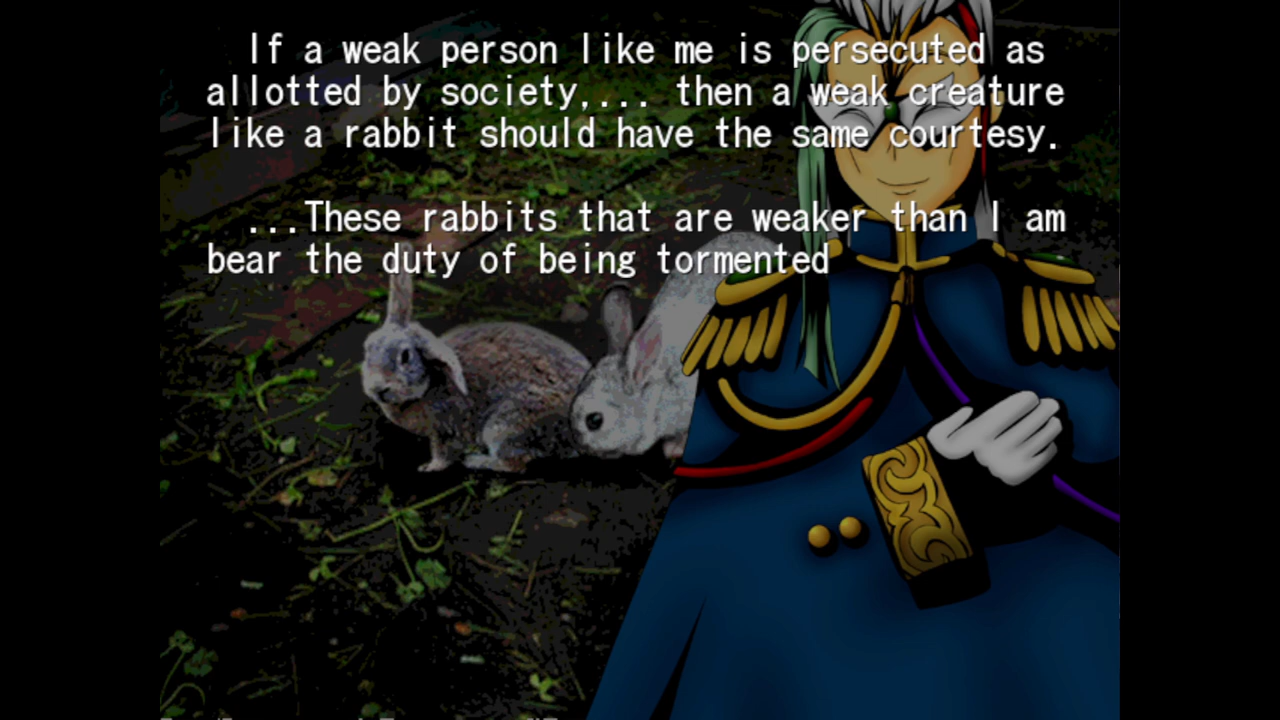 If a weak person like me is persecuted as
allotted by society,... then a weak creature
like a rabbit should have the same courtesy.
...These rabbits that are weaker than I am
bear the duty of being tormented